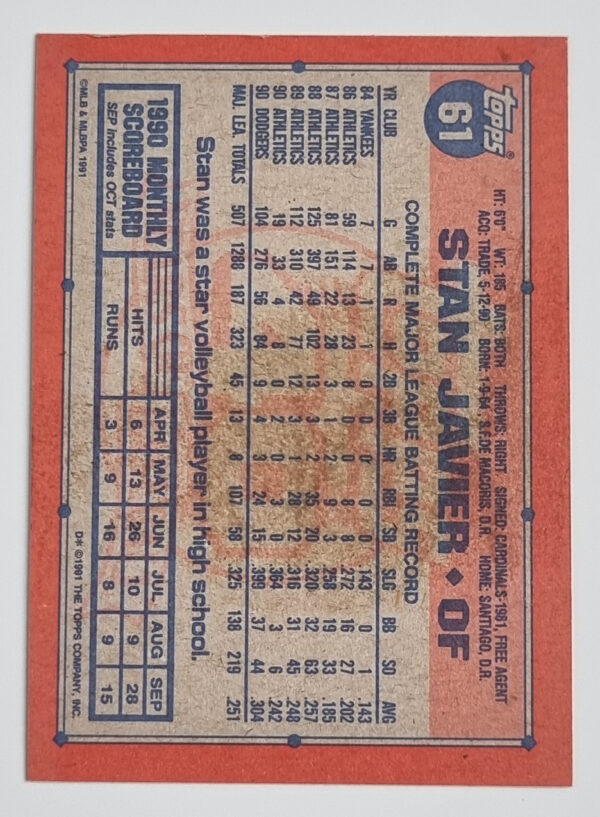 Topps®
61
STAN JAVIER ♦ OF
HT: 6'0" WT: 185 BATS: BOTH THROWS: RIGHT SIGNED: CARDINALS-1981, FREE AGENT
ACQ: TRADE, 5-12-90 BORN: 1-9-64, S.F.DE MACORIS, D.R. HOME: SANTIAGO, D.R.
COMPLETE MAJOR LEAGUE BATTING RECORD
YR CLUB G AB R H 2B 3B HR RBI SB SLG BB SO AVG
84 YANKEES 7 7 1 1 0 0 0 0 0 .143 0 1 .143
86 ATHLETICS 59 114 13 23 8 0 0 8 8 .272 16 27 .202
87 ATHLETICS 81 151 22 28 3 1 2 9 3 .258 19 33 .185
88 ATHLETICS 125 397 49 102 13 3 2 35 20 .320 32 63 .257
89 ATHLETICS 112 310 42 77 12 3 1 28 12 .316 31 45 .248
90 ATHLETICS 19 33 4 8 0 2 0 3 0 .364 3 6 .242
90 DODGERS 104 276 56 84 9 4 3 24 15 .399 37 44 .304
MAJ. LEA. TOTALS 507 1288 187 323 45 13 8 107 58 .325 138 219 .251
Stan was a star volleyball player in high school.
1990 MONTHLY
SCOREBOARD
SEP includes OCT stats
APR MAY JUN JUL AUG SEP
HITS 6 13 26 10 9 28
RUNS 3 9 16 8 9 15
©MLB & MLBPA 1991
D* ©1991 THE TOPPS COMPANY, INC.